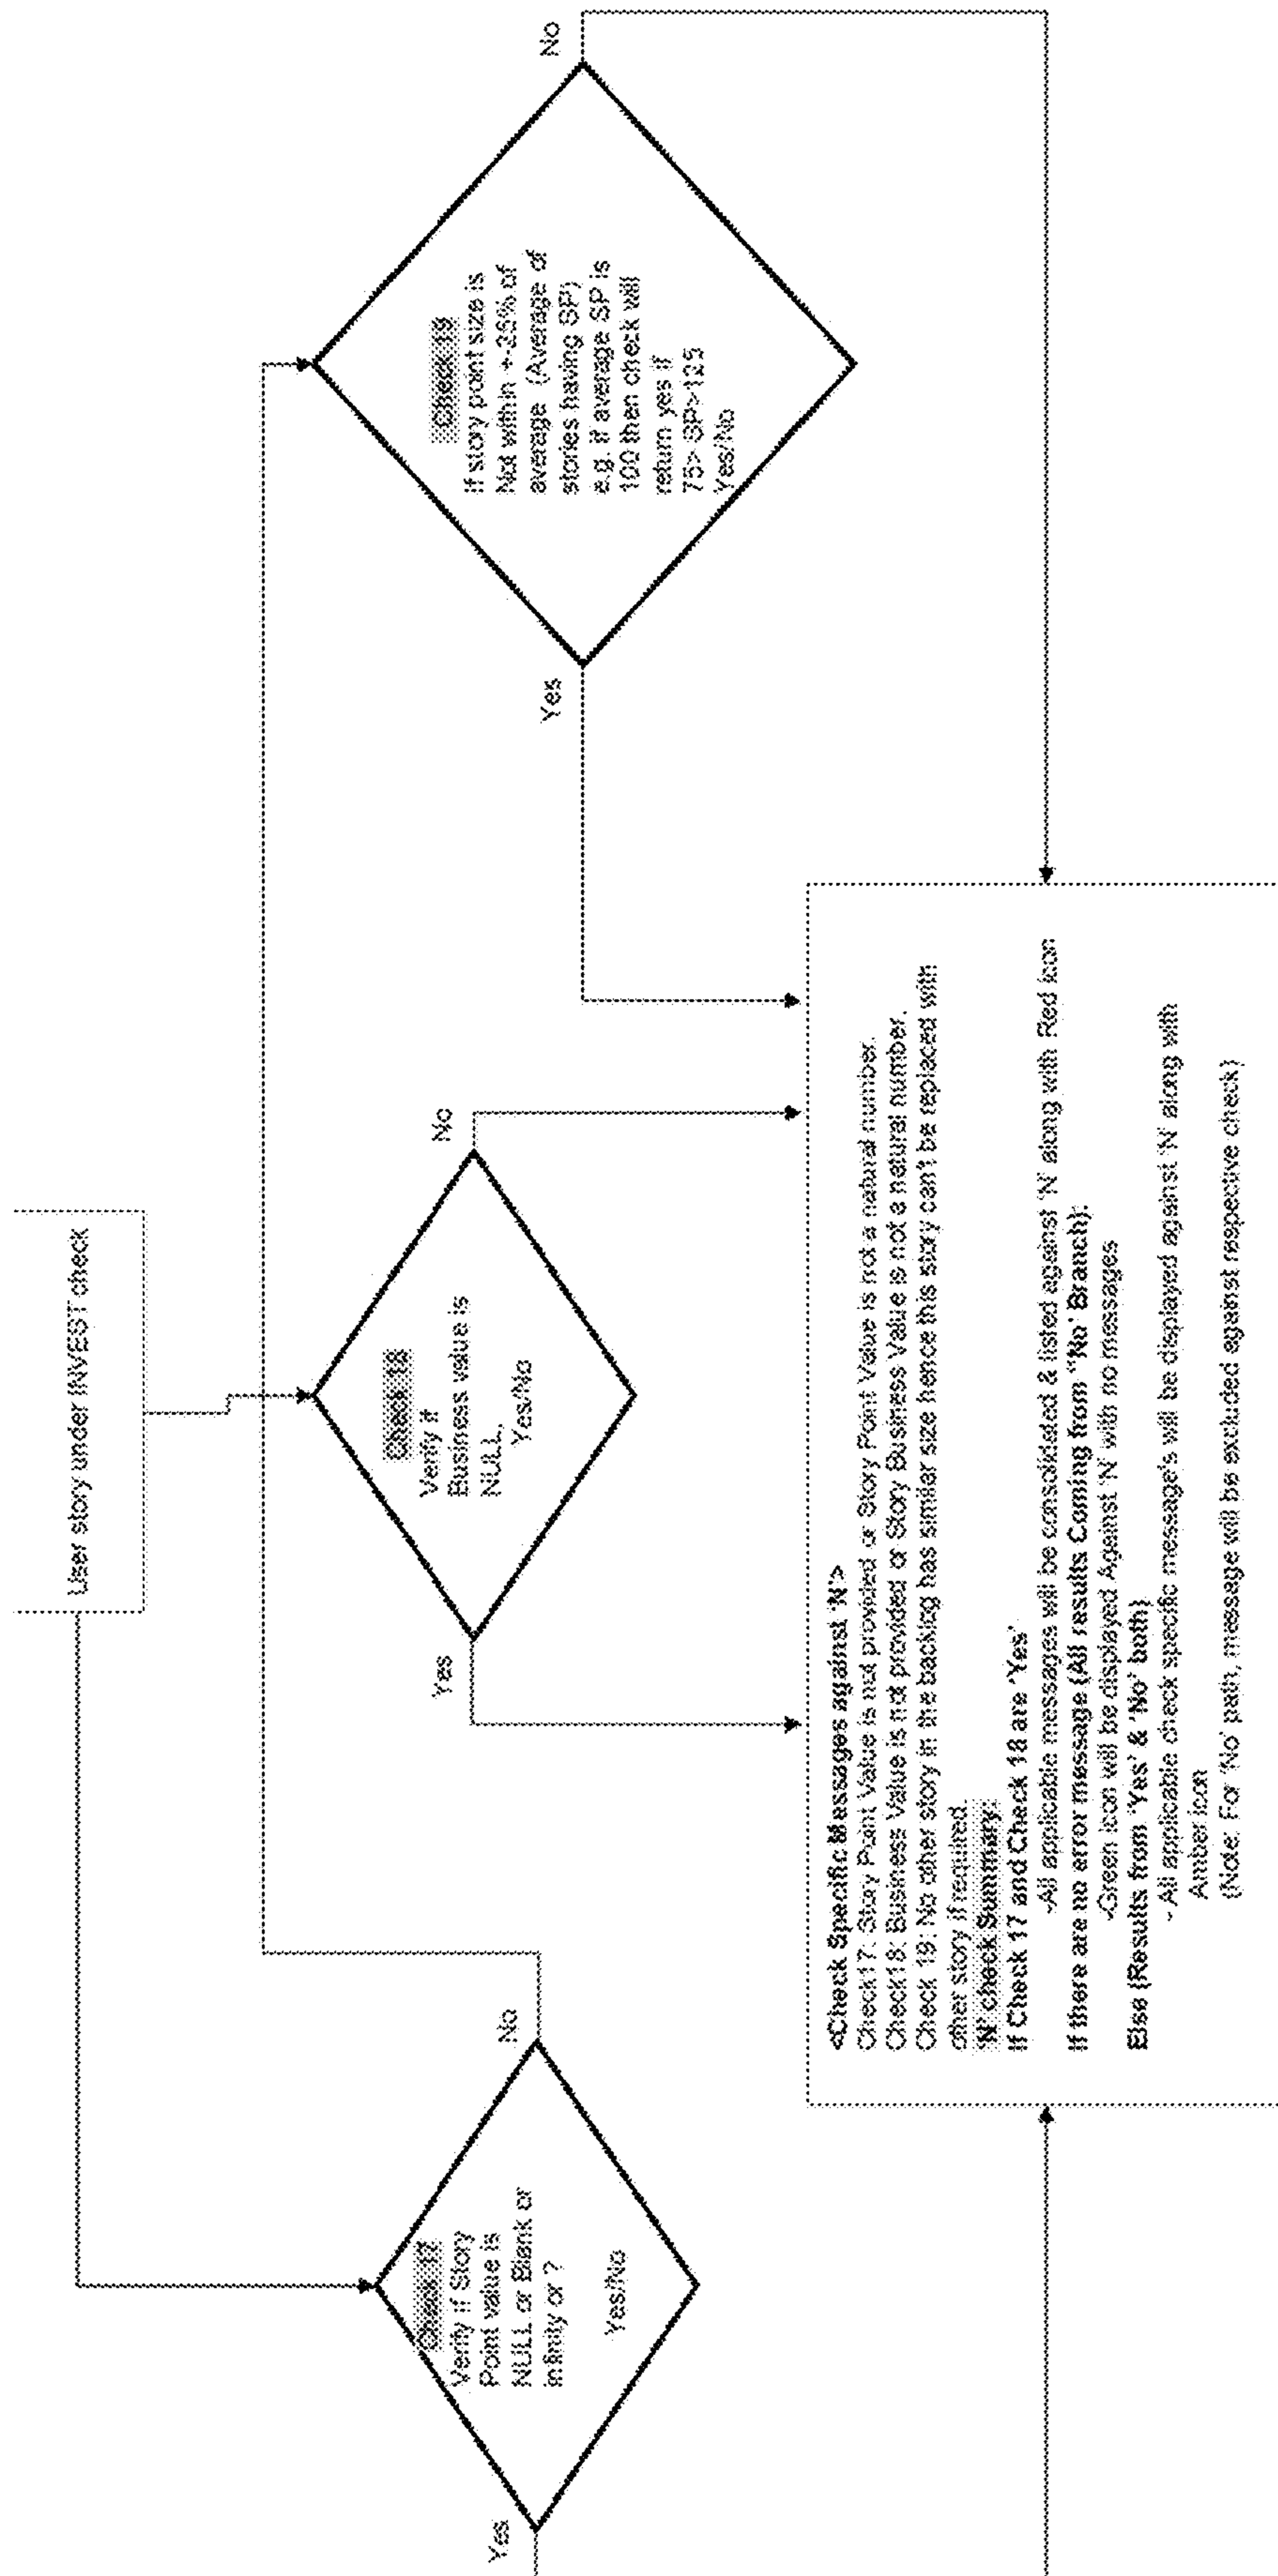 User story under INVEST check
Check 17
Verify if Story
Point value is
NULL or Blank or
infinity or ?
Yes/No
Yes
No
Check 18
Verify if
Business value is
NULL,
Yes/No
Yes
No
Check 19
If story point size is
Not within +-25% of
average (Average of
stories having SP)
e.g. if average SP is
100 then check will
return yes if
75> SP>125
Yes/No
Yes
No
<Check Specific Messages against 'N'>
Check17: Story Point Value is not provided or Story Point Value is not a natural number.
Check18: Business Value is not provided or Story Business Value is not a natural number.
Check 19: No other story in the backlog has similar size hence this story can't be replaced with
other story if required.
'N' check Summary:
If Check 17 and Check 18 are 'Yes'
-All applicable messages will be consolidated & listed against 'N' along with Red icon
If there are no error message (All results Coming from "No' Branch):
-Green icon will be displayed Against 'N' with no messages
Else (Results from 'Yes' & 'No' both)
- All applicable check specific message's will be displayed against 'N' along with
Amber icon
(Note: For 'No' path, message will be excluded against respective check)